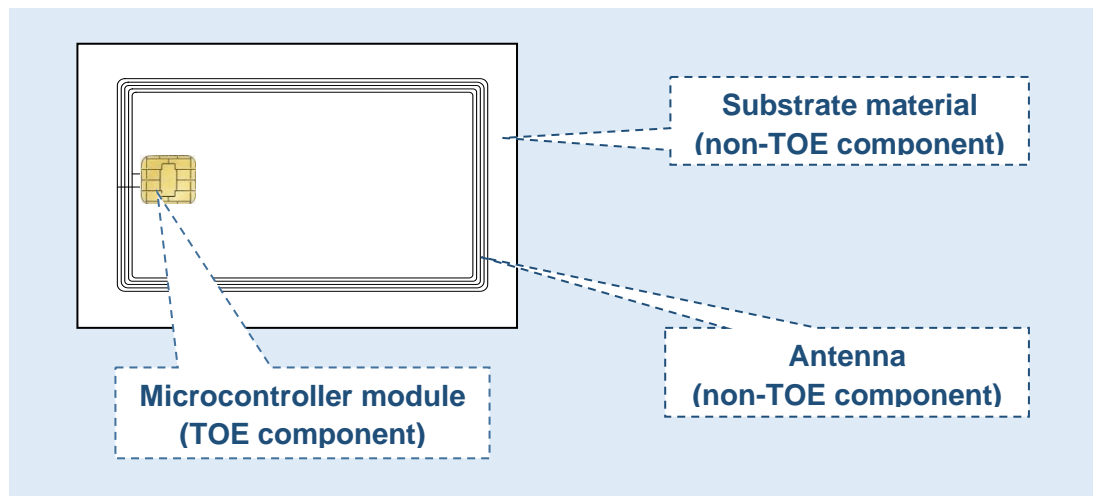 Substrate material
(non-TOE component)
Antenna
(non-TOE component)
Microcontroller module
(TOE component)